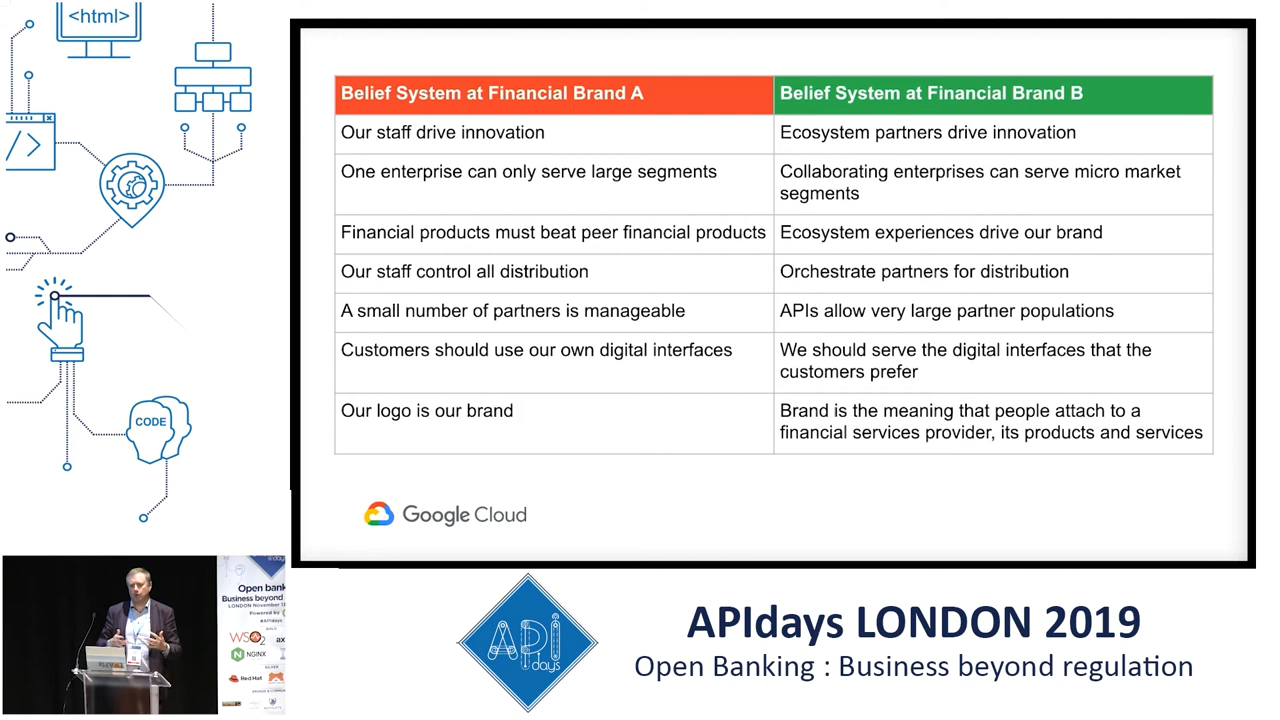 <html>
</>
CODE
Belief System at Financial Brand A
Belief System at Financial Brand B
Our staff drive innovation
Ecosystem partners drive innovation
One enterprise can only serve large segments
Collaborating enterprises can serve micro market
segments
Financial products must beat peer financial products
Ecosystem experiences drive our brand
Our staff control all distribution
Orchestrate partners for distribution
A small number of partners is manageable
APIs allow very large partner populations
Customers should use our own digital interfaces
We should serve the digital interfaces that the
customers prefer
Our logo is our brand
Brand is the meaning that people attach to a
financial services provider, its products and services
Google Cloud
Open bank
Business beyond
LONDON November
Powered by
WSO2
ax
NGINX
Red Hat
API
days
APIdays LONDON 2019
Open Banking : Business beyond regulation